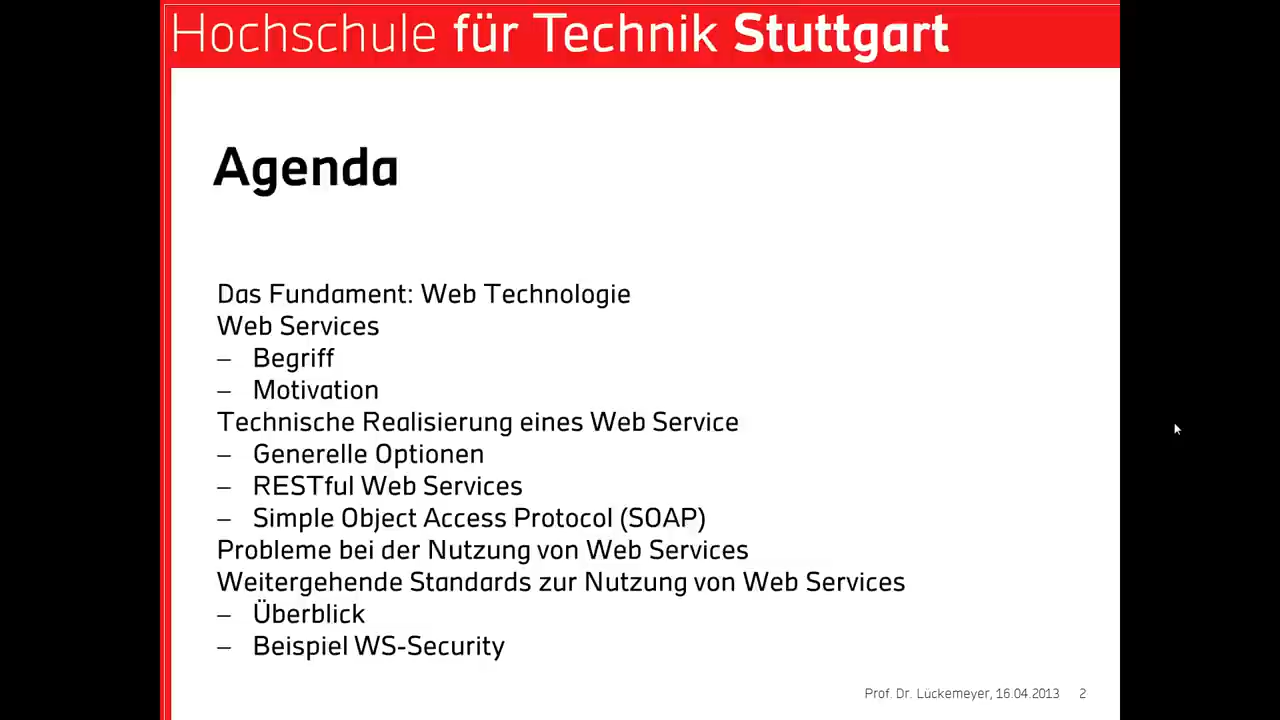 Hochschule für Technik Stuttgart
Agenda
Das Fundament: Web Technologie
Web Services
– Begriff
– Motivation
Technische Realisierung eines Web Service
– Generelle Optionen
– RESTful Web Services
– Simple Object Access Protocol (SOAP)
Probleme bei der Nutzung von Web Services
Weitergehende Standards zur Nutzung von Web Services
– Überblick
– Beispiel WS-Security
Prof. Dr. Lückemeyer, 16.04.2013 2